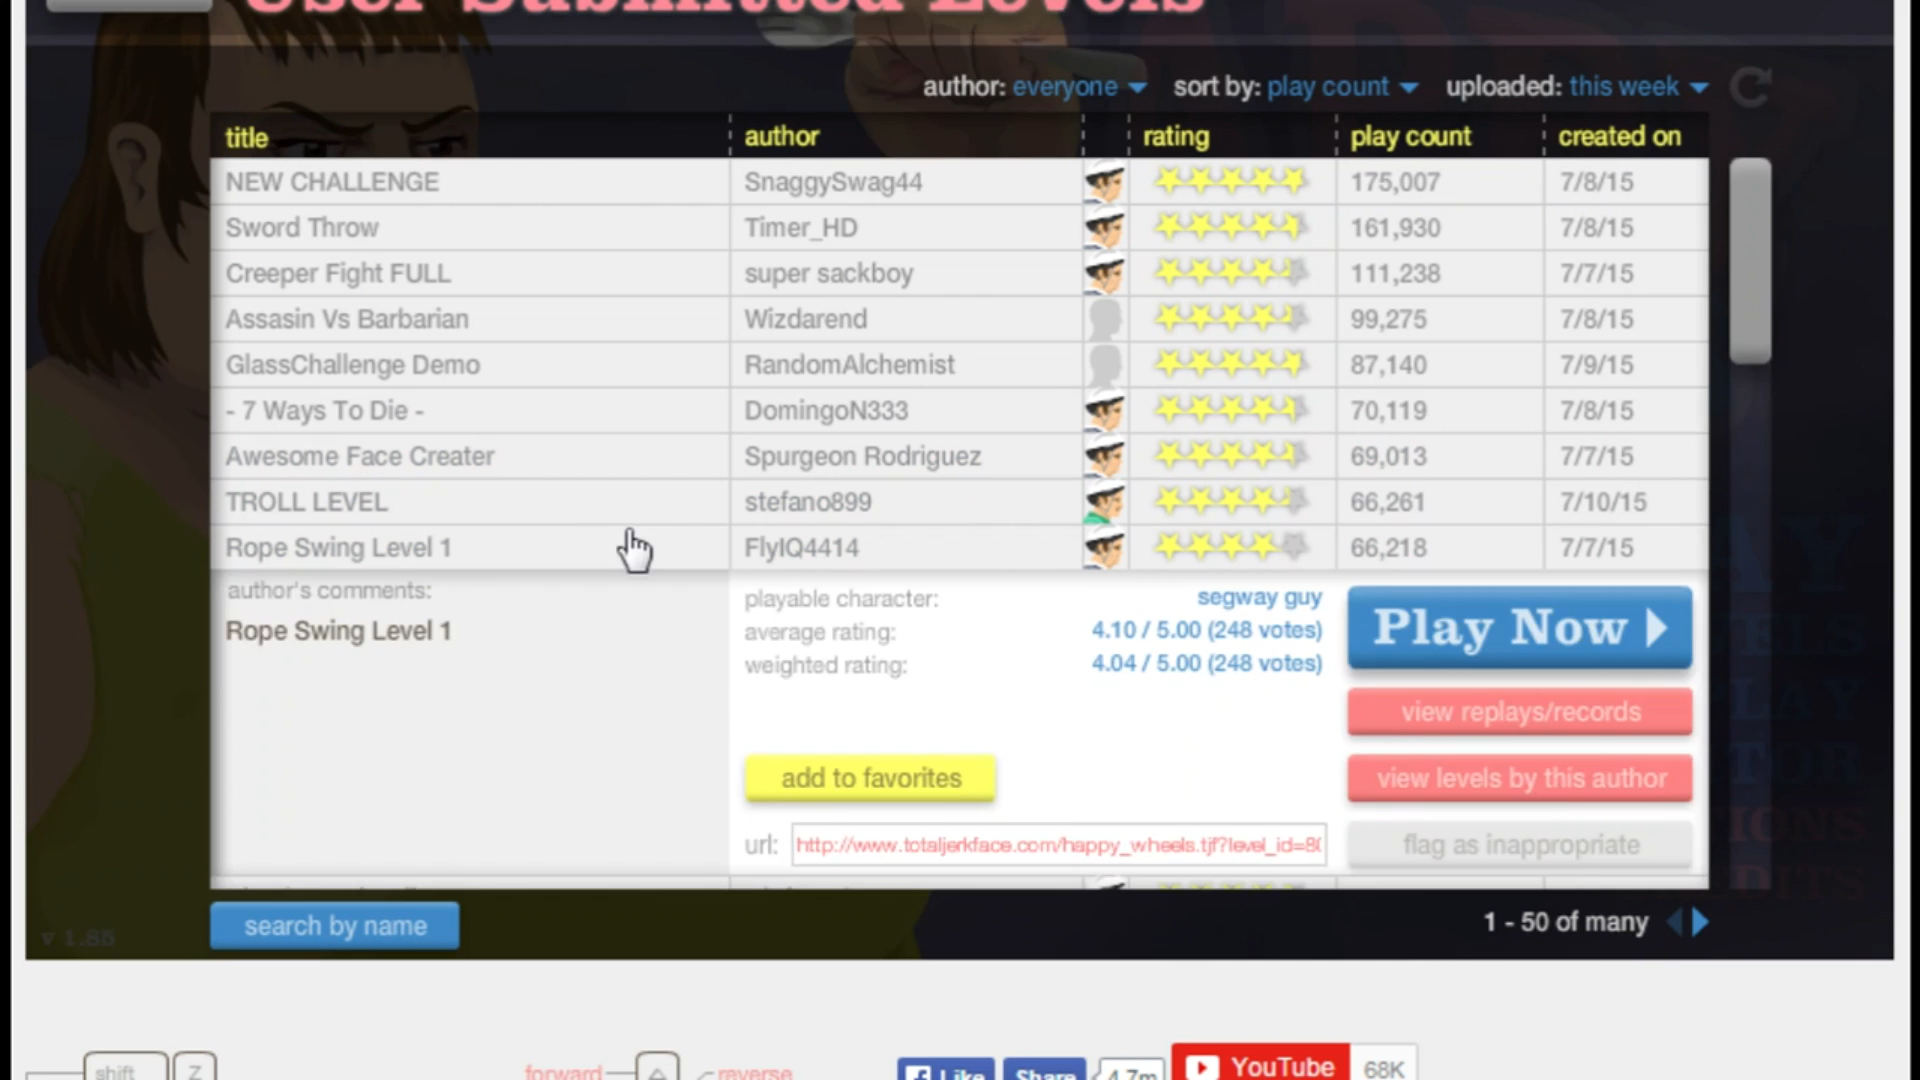 User Submitted Levels
author: everyone sort by: play count uploaded: this week
title author rating play count created on
NEW CHALLENGE SnaggySwag44 175,007 7/8/15
Sword Throw Timer_HD 161,930 7/8/15
Creeper Fight FULL super sackboy 111,238 7/7/15
Assasin Vs Barbarian Wizdarend 99,275 7/8/15
GlassChallenge Demo RandomAlchemist 87,140 7/9/15
- 7 Ways To Die - DomingoN333 70,119 7/8/15
Awesome Face Creater Spurgeon Rodriguez 69,013 7/7/15
TROLL LEVEL stefano899 66,261 7/10/15
Rope Swing Level 1 FlyIQ4414 66,218 7/7/15
author's comments:
Rope Swing Level 1
playable character: segway guy
average rating: 4.10 / 5.00 (248 votes)
weighted rating: 4.04 / 5.00 (248 votes)
Play Now
view replays/records
add to favorites
view levels by this author
url: http://www.totaljerkface.com/happy_wheels.tjf?level_id=8
flag as inappropriate
search by name
1 - 50 of many
v 1.85
shift Z
forward reverse
Like Share 4.7m YouTube 68K